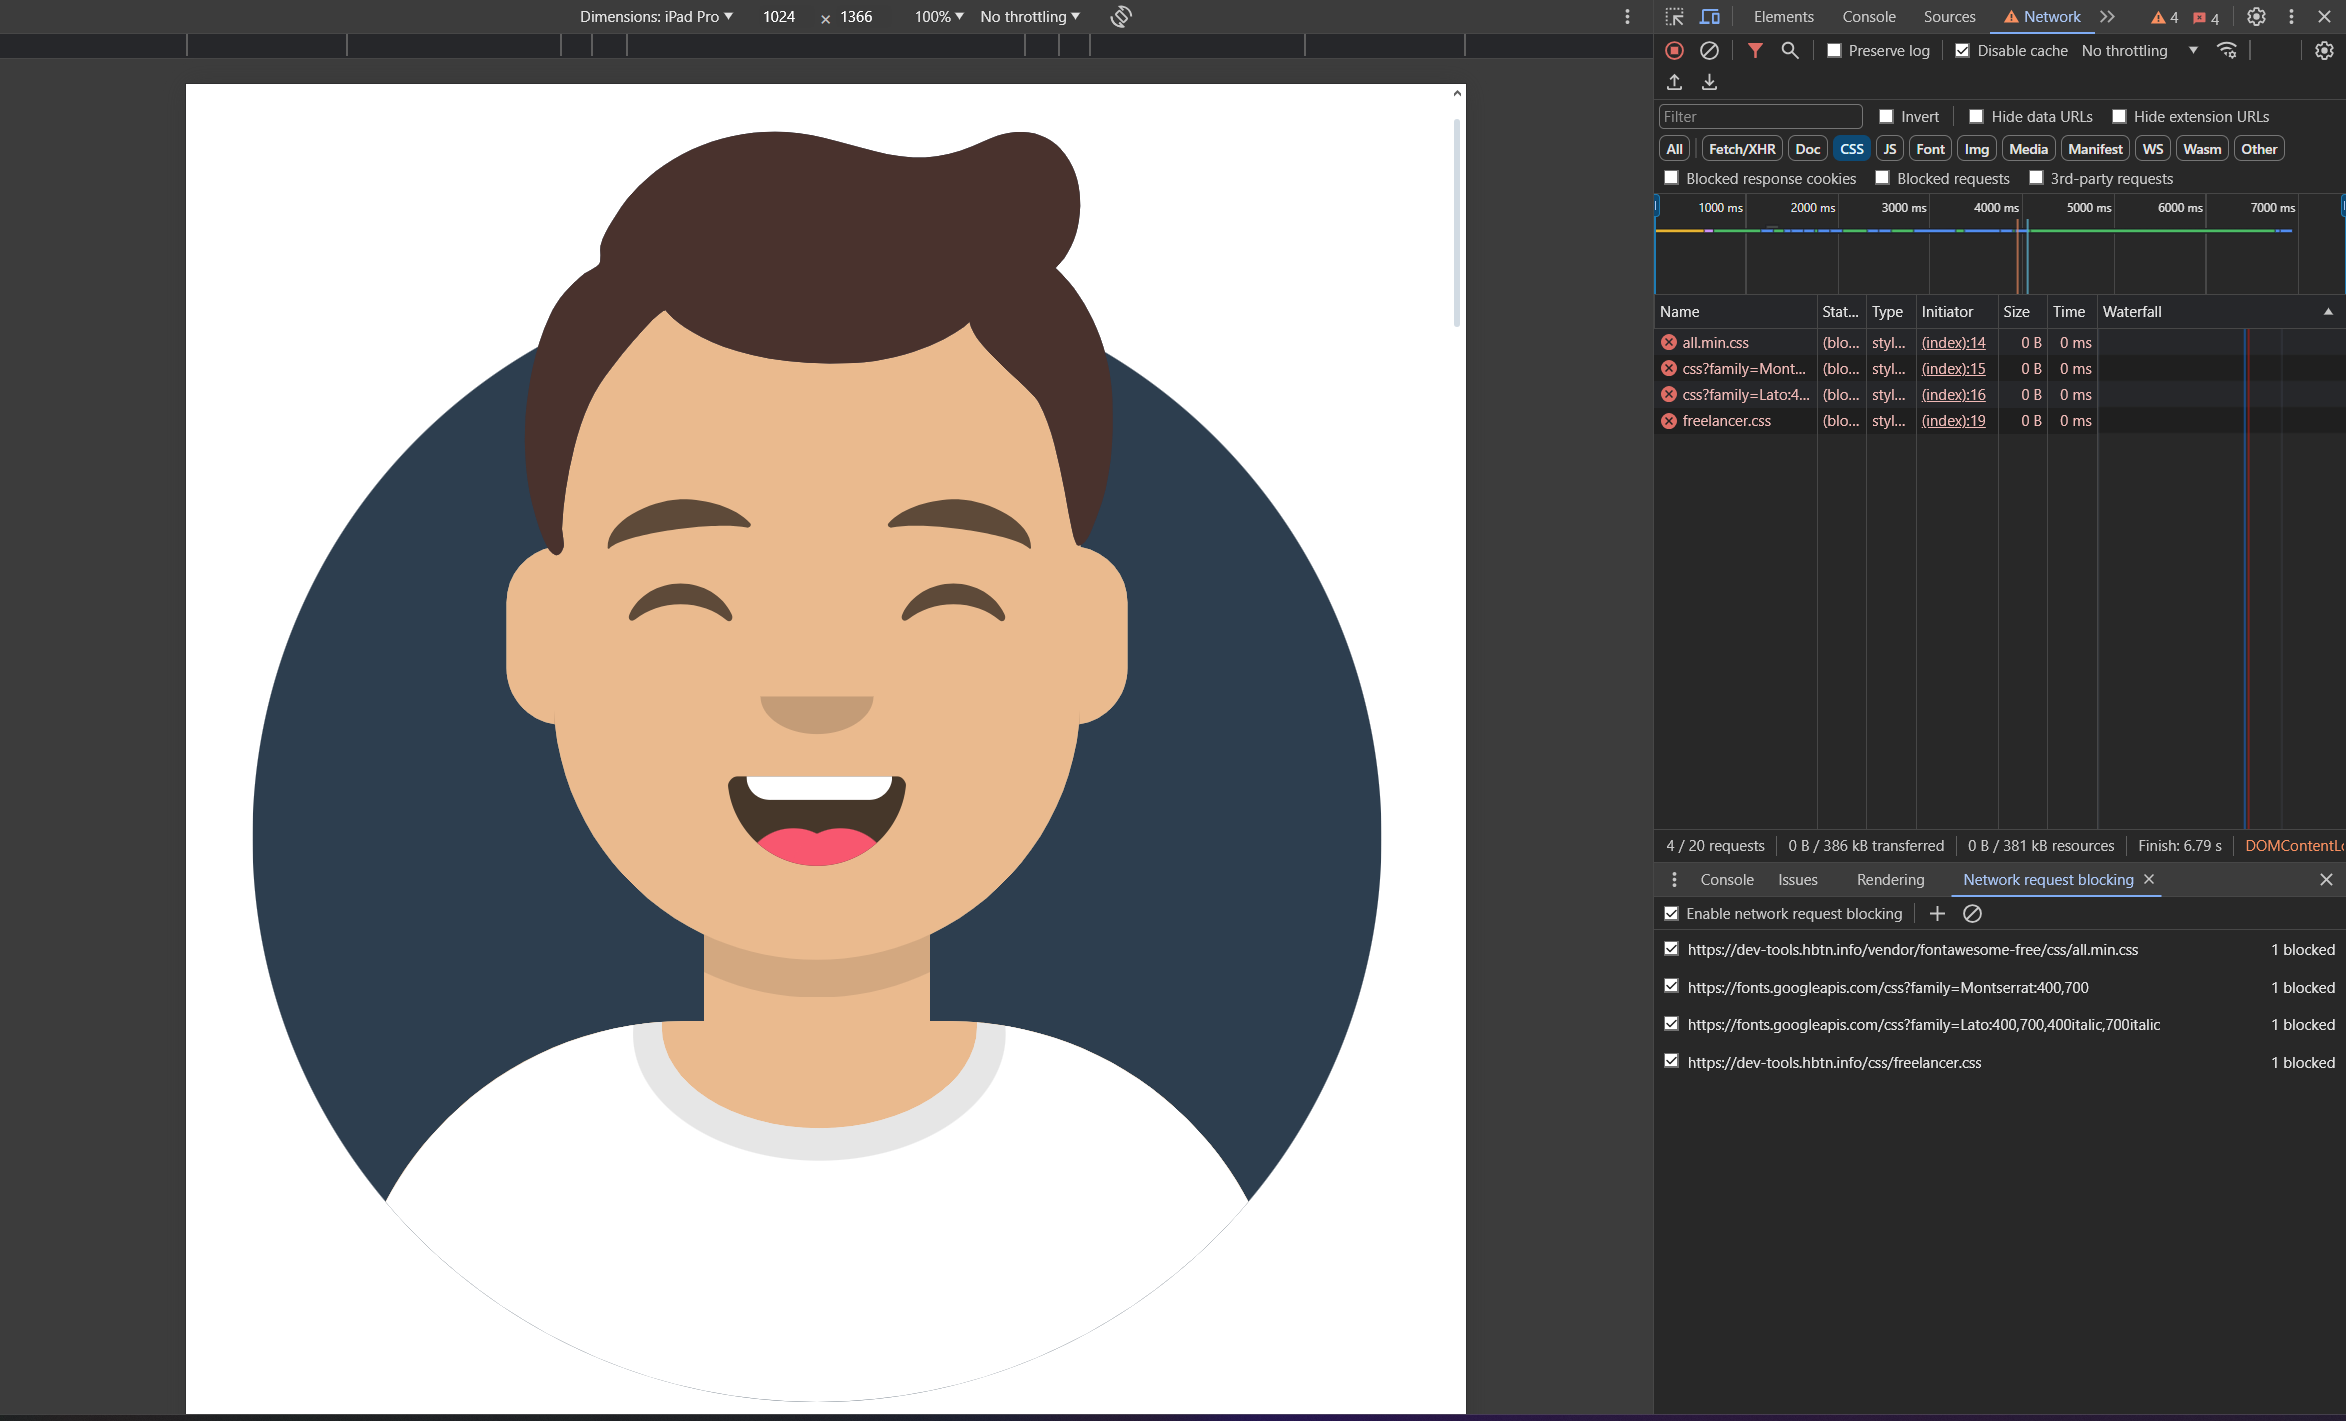 Dimensions: iPad Pro ▼ 1024 × 1366 100% ▼ No throttling ▼
Elements Console Sources Network 4 4
Preserve log Disable cache No throttling
Filter Invert Hide data URLs Hide extension URLs
All Fetch/XHR Doc CSS JS Font Img Media Manifest WS Wasm Other
Blocked response cookies Blocked requests 3rd-party requests
1000 ms 2000 ms 3000 ms 4000 ms 5000 ms 6000 ms 7000 ms
Name Stat... Type Initiator Size Time Waterfall
all.min.css (blo... styl... (index):14 0 B 0 ms
css?family=Mont... (blo... styl... (index):15 0 B 0 ms
css?family=Lato:4... (blo... styl... (index):16 0 B 0 ms
freelancer.css (blo... styl... (index):19 0 B 0 ms
4 / 20 requests 0 B / 386 kB transferred 0 B / 381 kB resources Finish: 6.79 s DOMContentLo
Console Issues Rendering Network request blocking
Enable network request blocking
https://dev-tools.hbtn.info/vendor/fontawesome-free/css/all.min.css 1 blocked
https://fonts.googleapis.com/css?family=Montserrat:400,700 1 blocked
https://fonts.googleapis.com/css?family=Lato:400,700,400italic,700italic 1 blocked
https://dev-tools.hbtn.info/css/freelancer.css 1 blocked